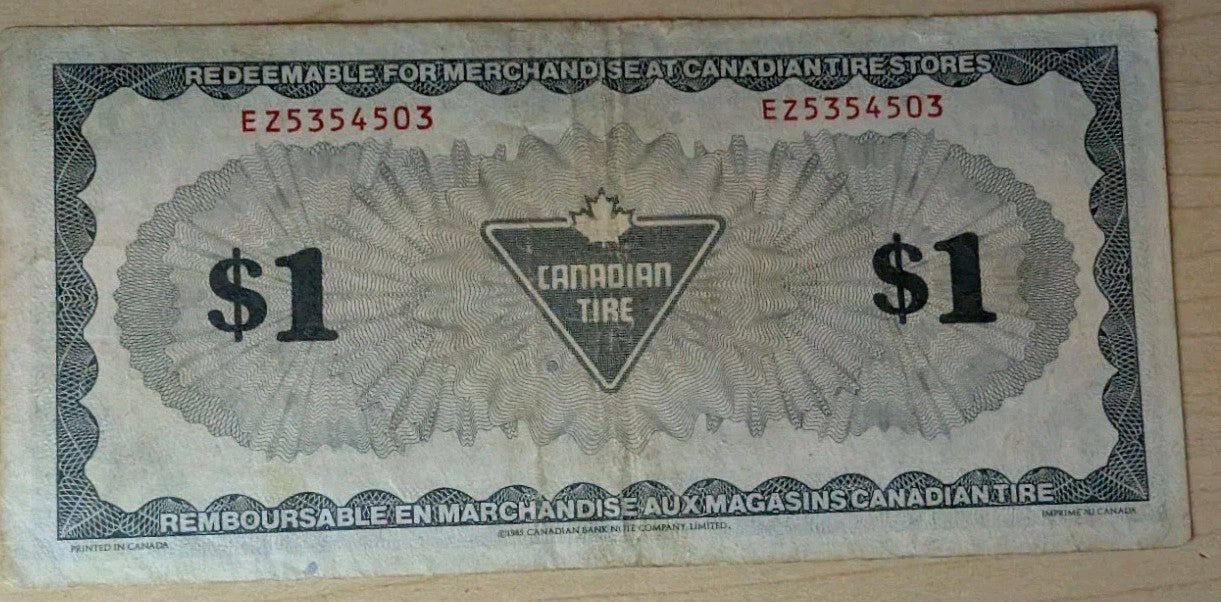 REDEEMABLE FOR MERCHANDISE AT CANADIAN TIRE STORES
EZ5354503 EZ5354503
$1 CANADIAN $1
TIRE
REMBOURSABLE EN MARCHANDISE AUX MAGASINS CANADIAN TIRE
PRINTED IN CANADA ©1985 CANADIAN BANK NOTE COMPANY LIMITED. IMPRIMÉ AU CANADA